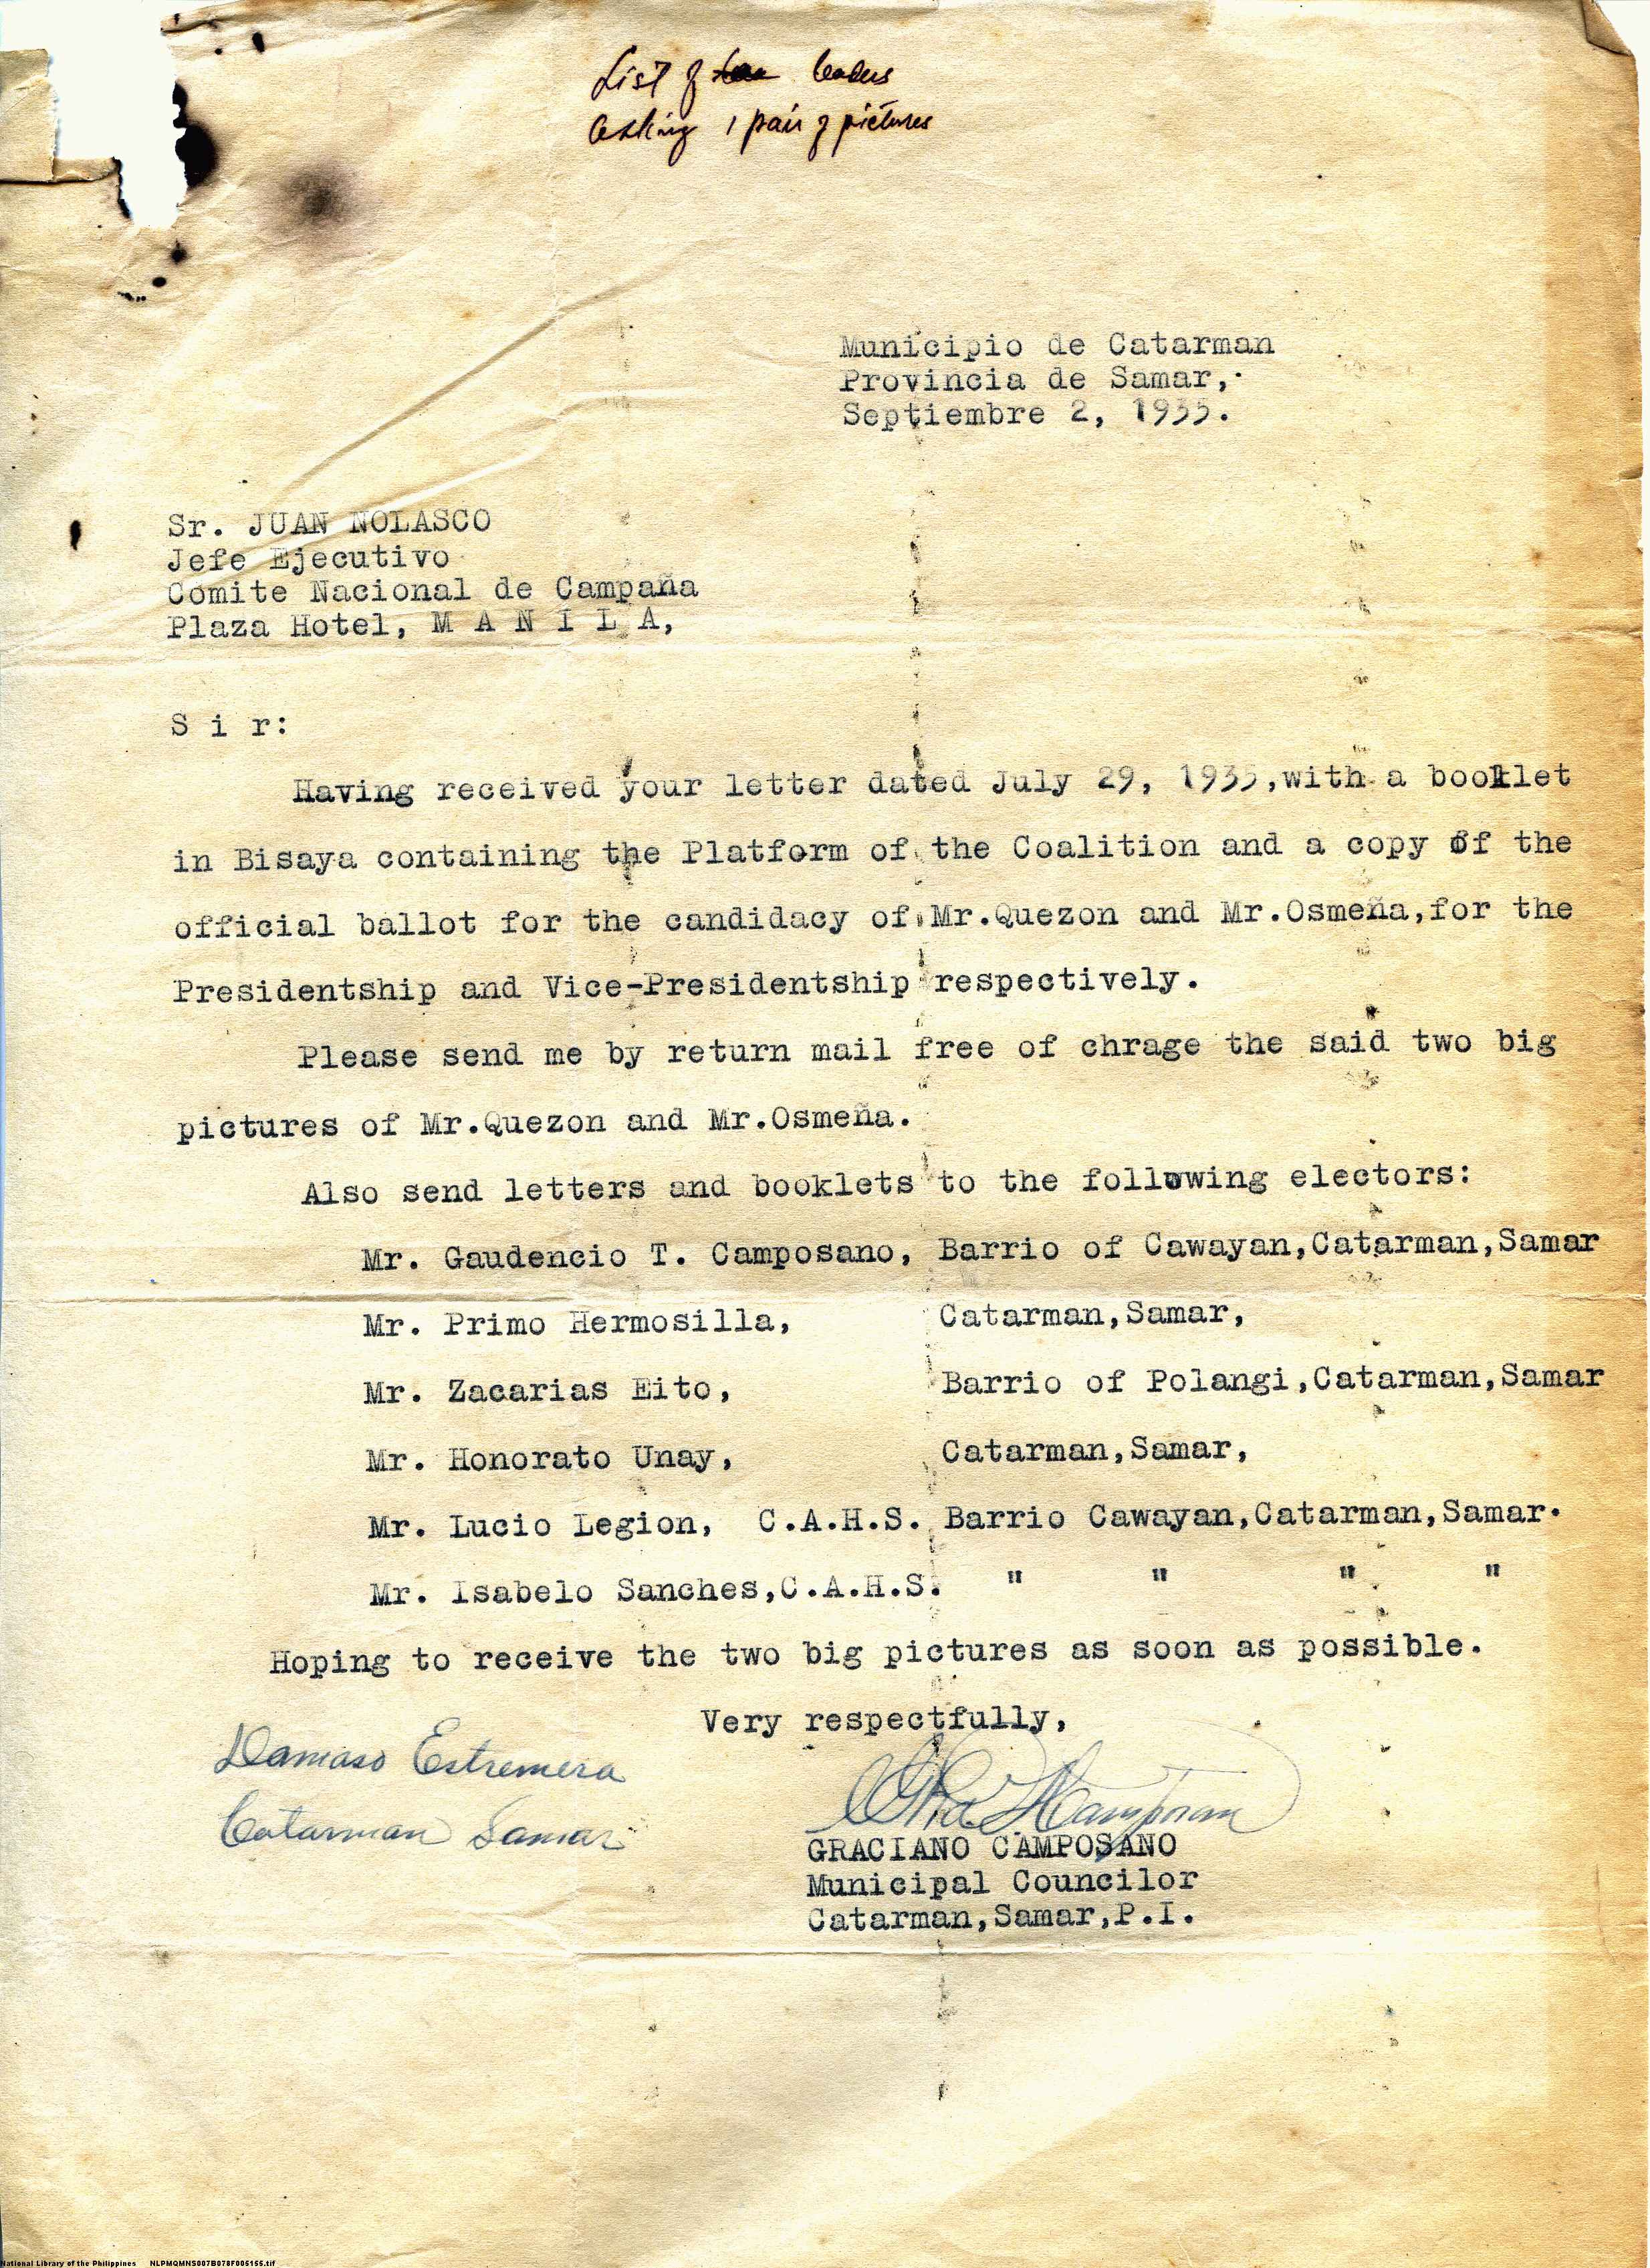 List of leaders
Asking 1 pair of pictures
Municipio de Catarman
Provincia de Samar,
Septiembre 2, 1935.
Sr. JUAN NOLASCO
Jefe Ejecutivo
Comite Nacional de Campaña
Plaza Hotel, M A N I L A,
S i r:
Having received your letter dated July 29, 1935,with a booklet
in Bisaya containing the Platform of the Coalition and a copy of the
official ballot for the candidacy of Mr.Quezon and Mr.Osmeña,for the
Presidentship and Vice-Presidentship respectively.
Please send me by return mail free of chrage the said two big
pictures of Mr.Quezon and Mr.Osmeña.
Also send letters and booklets to the following electors:
Mr. Gaudencio T. Camposano, Barrio of Cawayan,Catarman,Samar
Mr. Primo Hermosilla, Catarman,Samar,
Mr. Zacarias Eito, Barrio of Polangi,Catarman,Samar
Mr. Honorato Unay, Catarman,Samar,
Mr. Lucio Legion, C.A.H.S. Barrio Cawayan,Catarman,Samar.
Mr. Isabelo Sanches,C.A.H.S. " " " "
Hoping to receive the two big pictures as soon as possible.
Very respectfully,
Damaso Estremera
Catarman Samar
GRACIANO CAMPOSANO
Municipal Councilor
Catarman,Samar,P.I.
National Library of the Philippines NLPMQMNS007B078F005155.tif